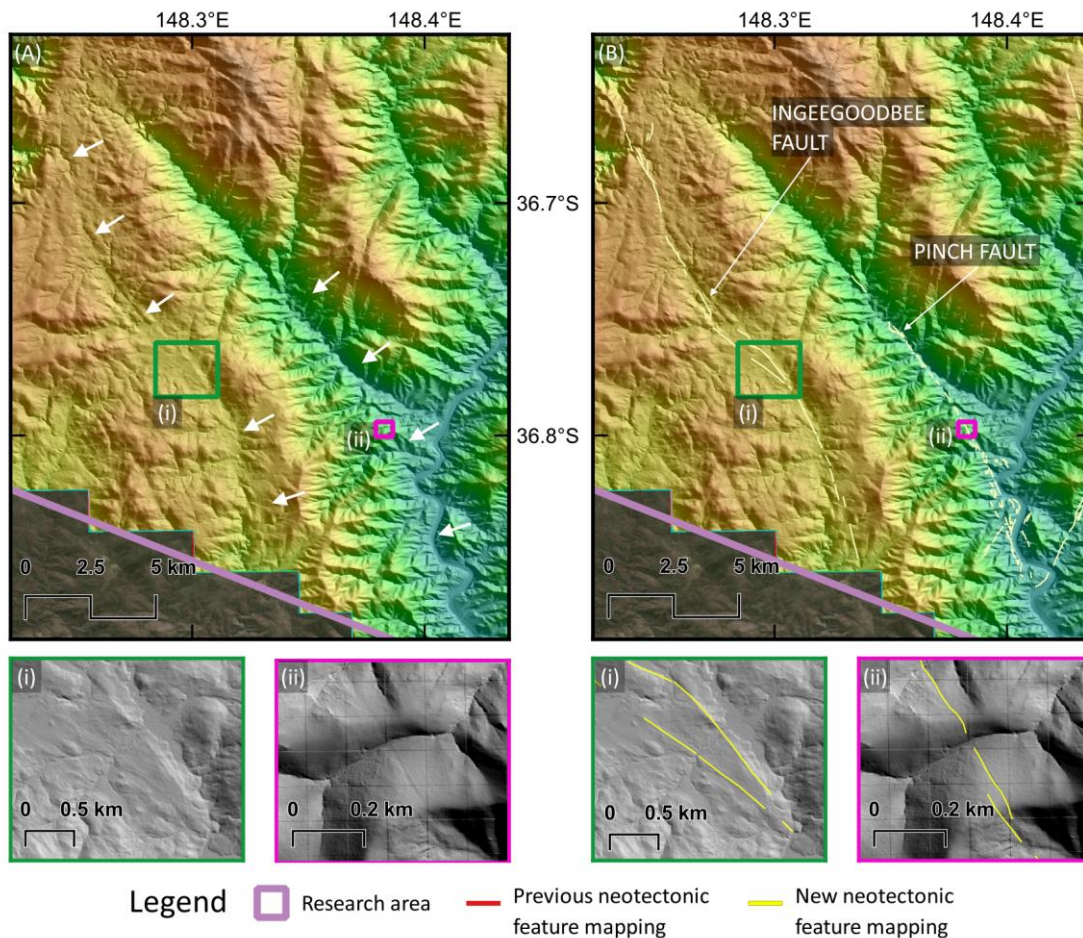 148.3°E 148.4°E 148.3°E 148.4°E
(A) (B)
INGEEGOODBEE
FAULT
36.7°S
PINCH FAULT
(i) (i)
(ii) (ii)
36.8°S
0 2.5 5 km 0 2.5 5 km
(i) (ii) (i) (ii)
0 0.5 km 0 0.2 km 0 0.5 km 0 0.2 km
Legend Research area Previous neotectonic New neotectonic
feature mapping feature mapping